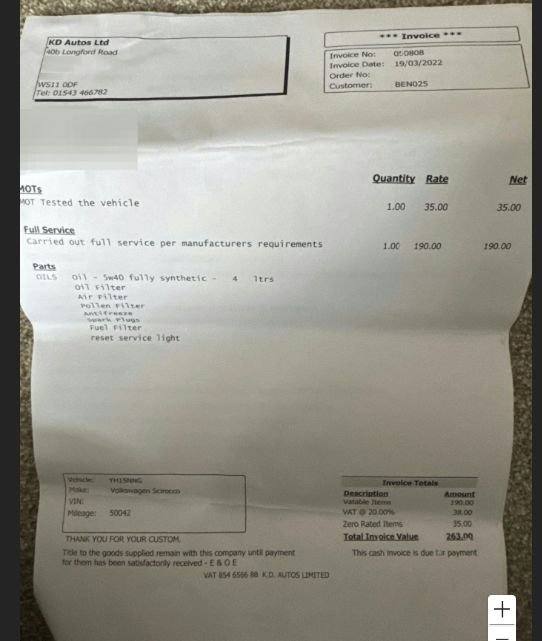 KD Autos Ltd
40b Longford Road
WS11 0DF
Tel: 01543 466782
*** Invoice ***
Invoice No: 050808
Invoice Date: 19/03/2022
Order No:
Customer: BEN025
Quantity Rate Net
MOTs
MOT Tested the vehicle 1.00 35.00 35.00
Full Service
Carried out full service per manufacturers requirements 1.00 190.00 190.00
Parts
OILS Oil - 5w40 fully synthetic - 4 ltrs
Oil Filter
Air Filter
Pollen Filter
Antifreeze
Spark Plugs
Fuel Filter
reset service light
Vehicle: YH15NNG
Make: Volkswagen Scirocco
VIN:
Mileage: 50042
Invoice Totals
Description Amount
Vatable Items 190.00
VAT @ 20.00% 38.00
Zero Rated Items 35.00
Total Invoice Value 263.00
THANK YOU FOR YOUR CUSTOM.
Title to the goods supplied remain with this company until payment
for them has been satisfactorily received - E & O E
This cash invoice is due for payment
VAT 854 6566 88 K.D. AUTOS LIMITED